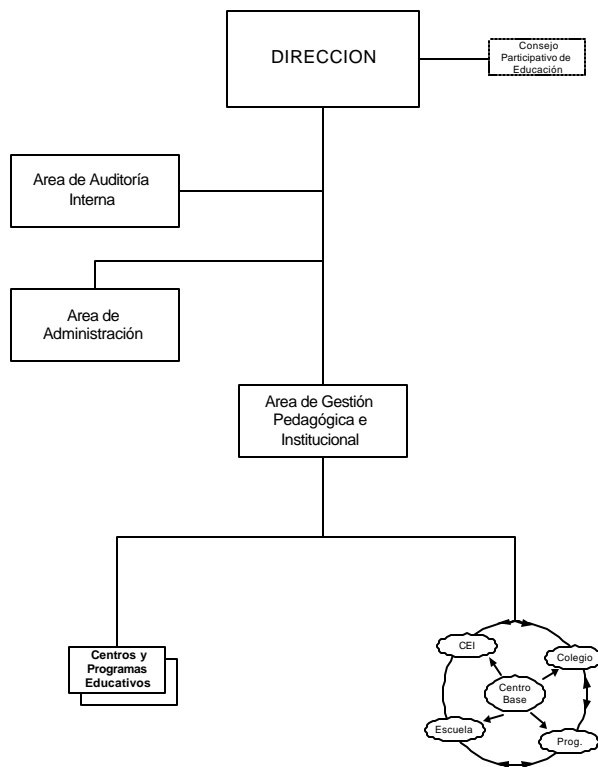 DIRECCION
Consejo
Participativo de
Educación
Area de Auditoría
Interna
Area de
Administración
Area de Gestión
Pedagógica e
Institucional
Centros y
Programas
Educativos
CEI
Colegio
Centro
Base
Escuela
Prog.